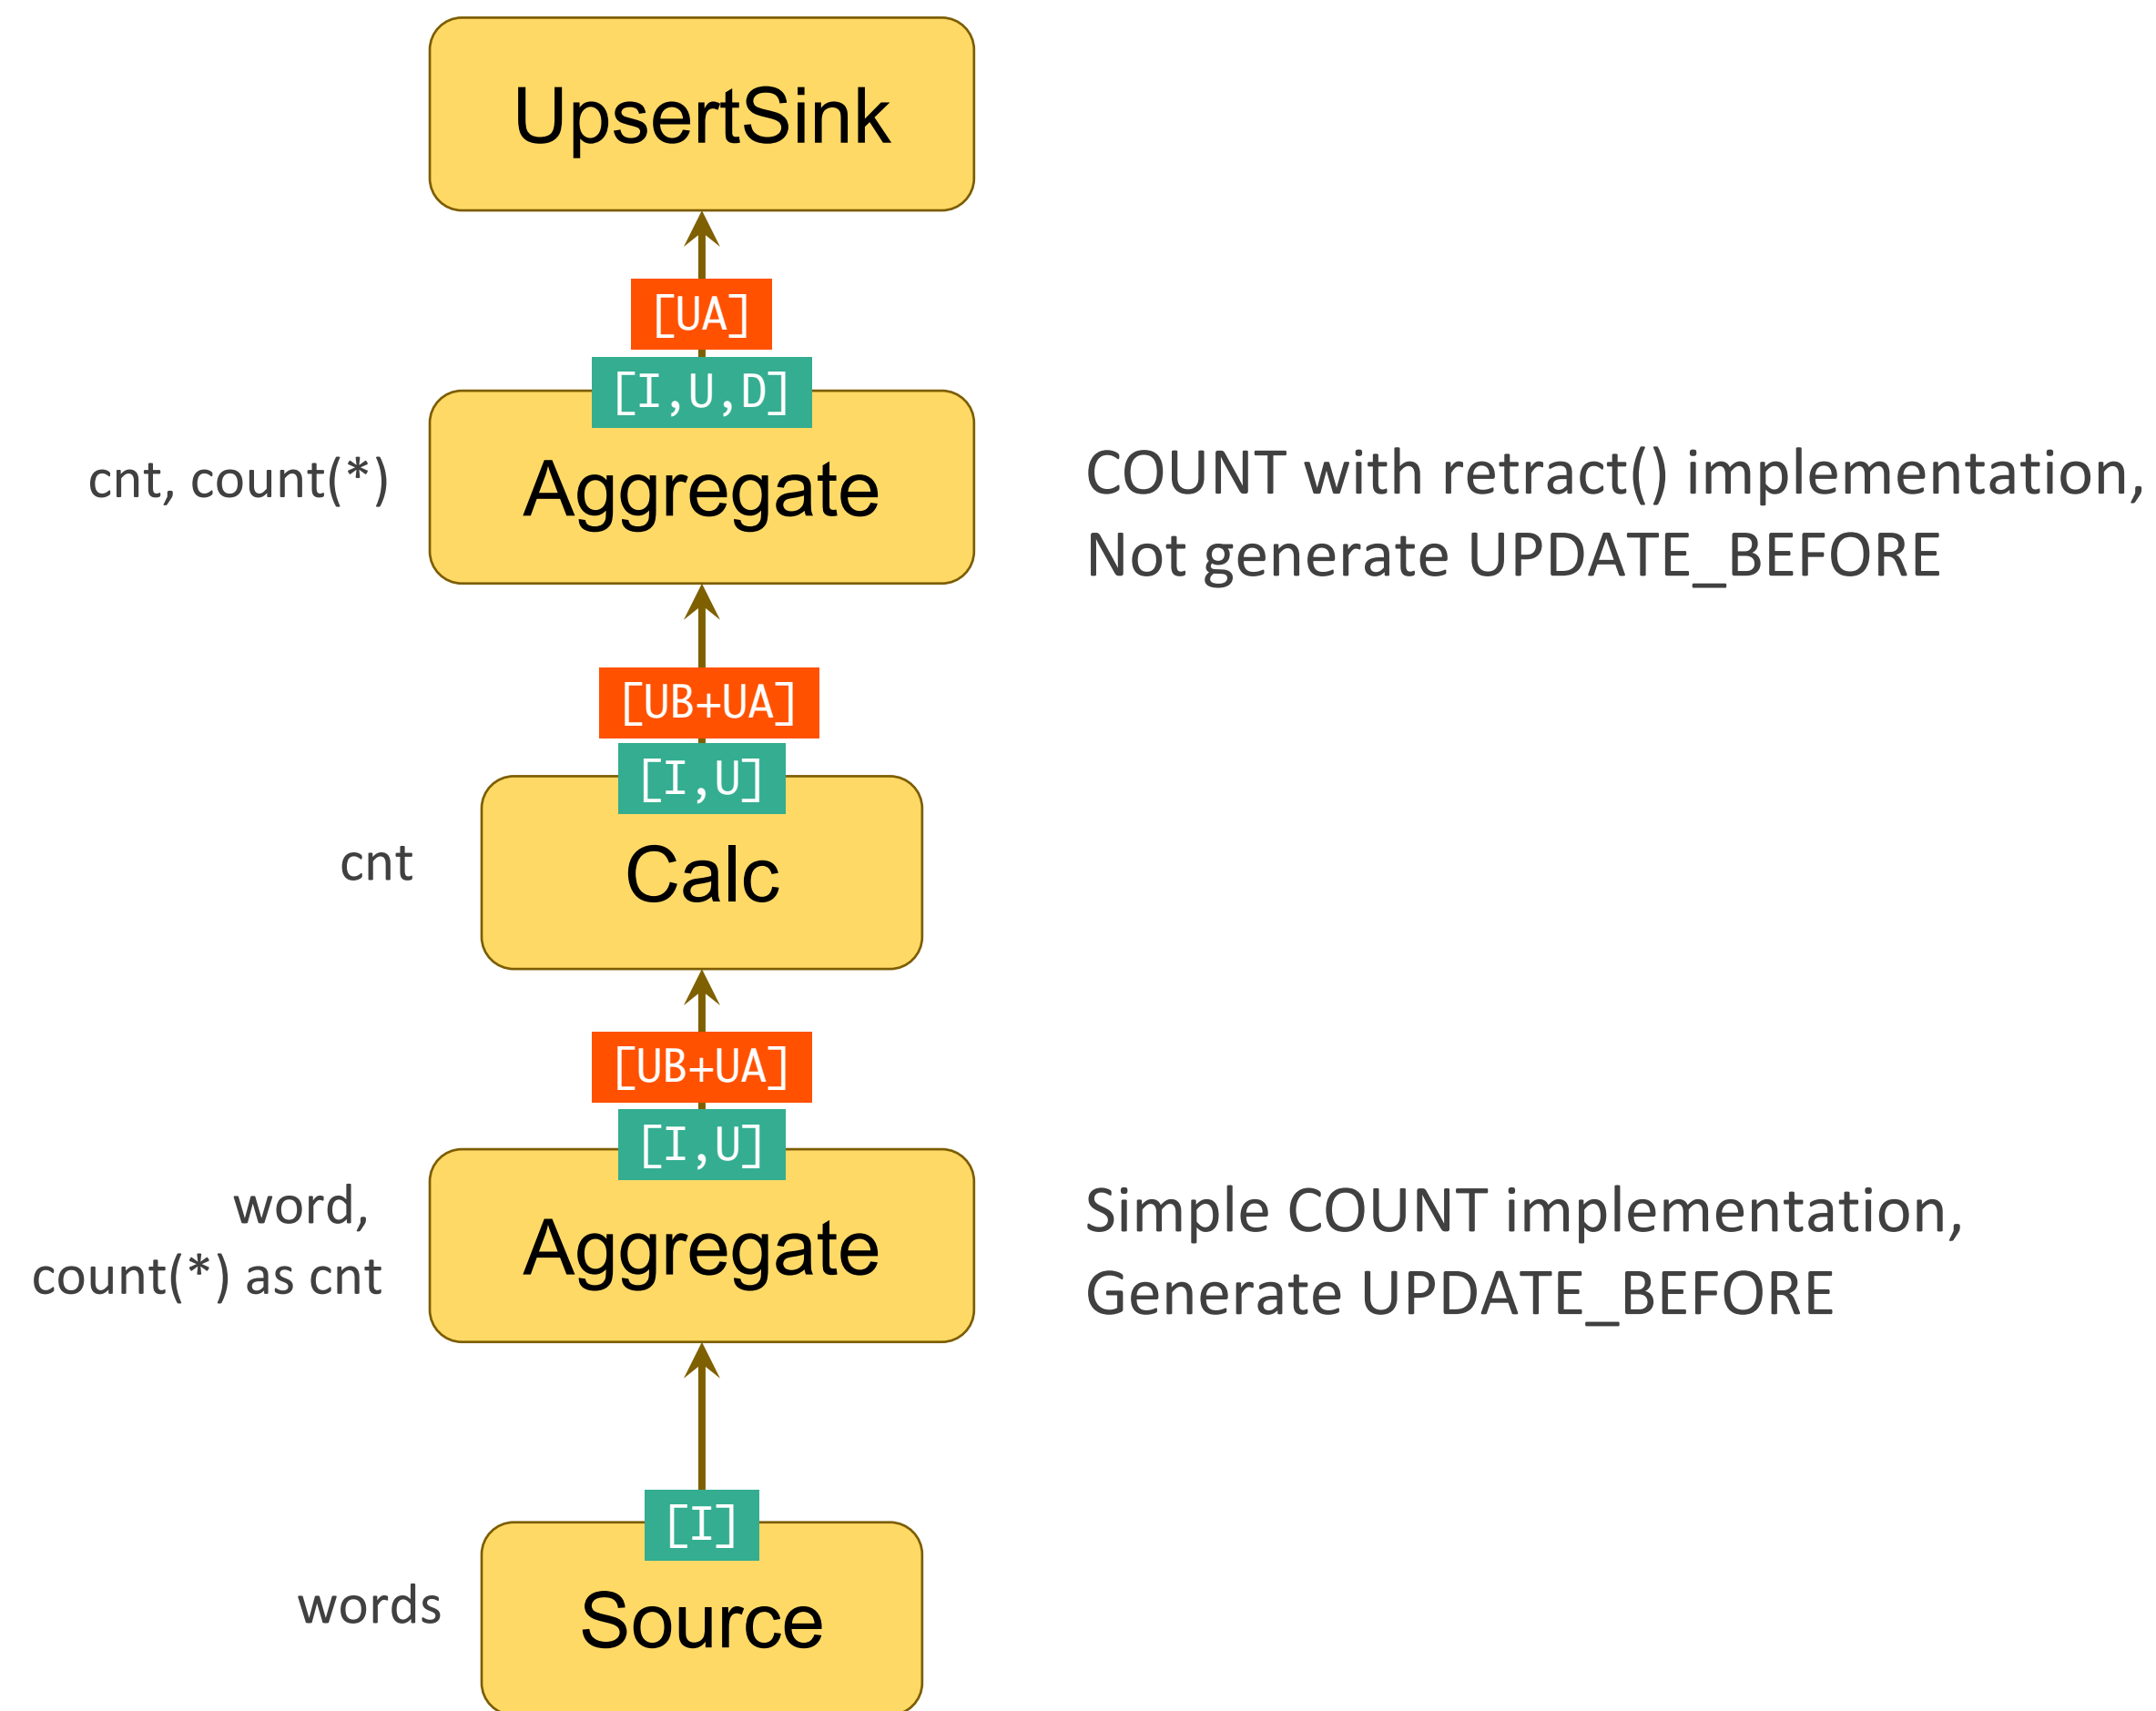 UpsertSink
[UA]
[I,U,D]
cnt, count(*)
Aggregate
COUNT with retract() implementation,
Not generate UPDATE_BEFORE
[UB+UA]
[I,U]
cnt
Calc
[UB+UA]
[I,U]
word,
count(*) as cnt
Aggregate
Simple COUNT implementation,
Generate UPDATE_BEFORE
[I]
words
Source